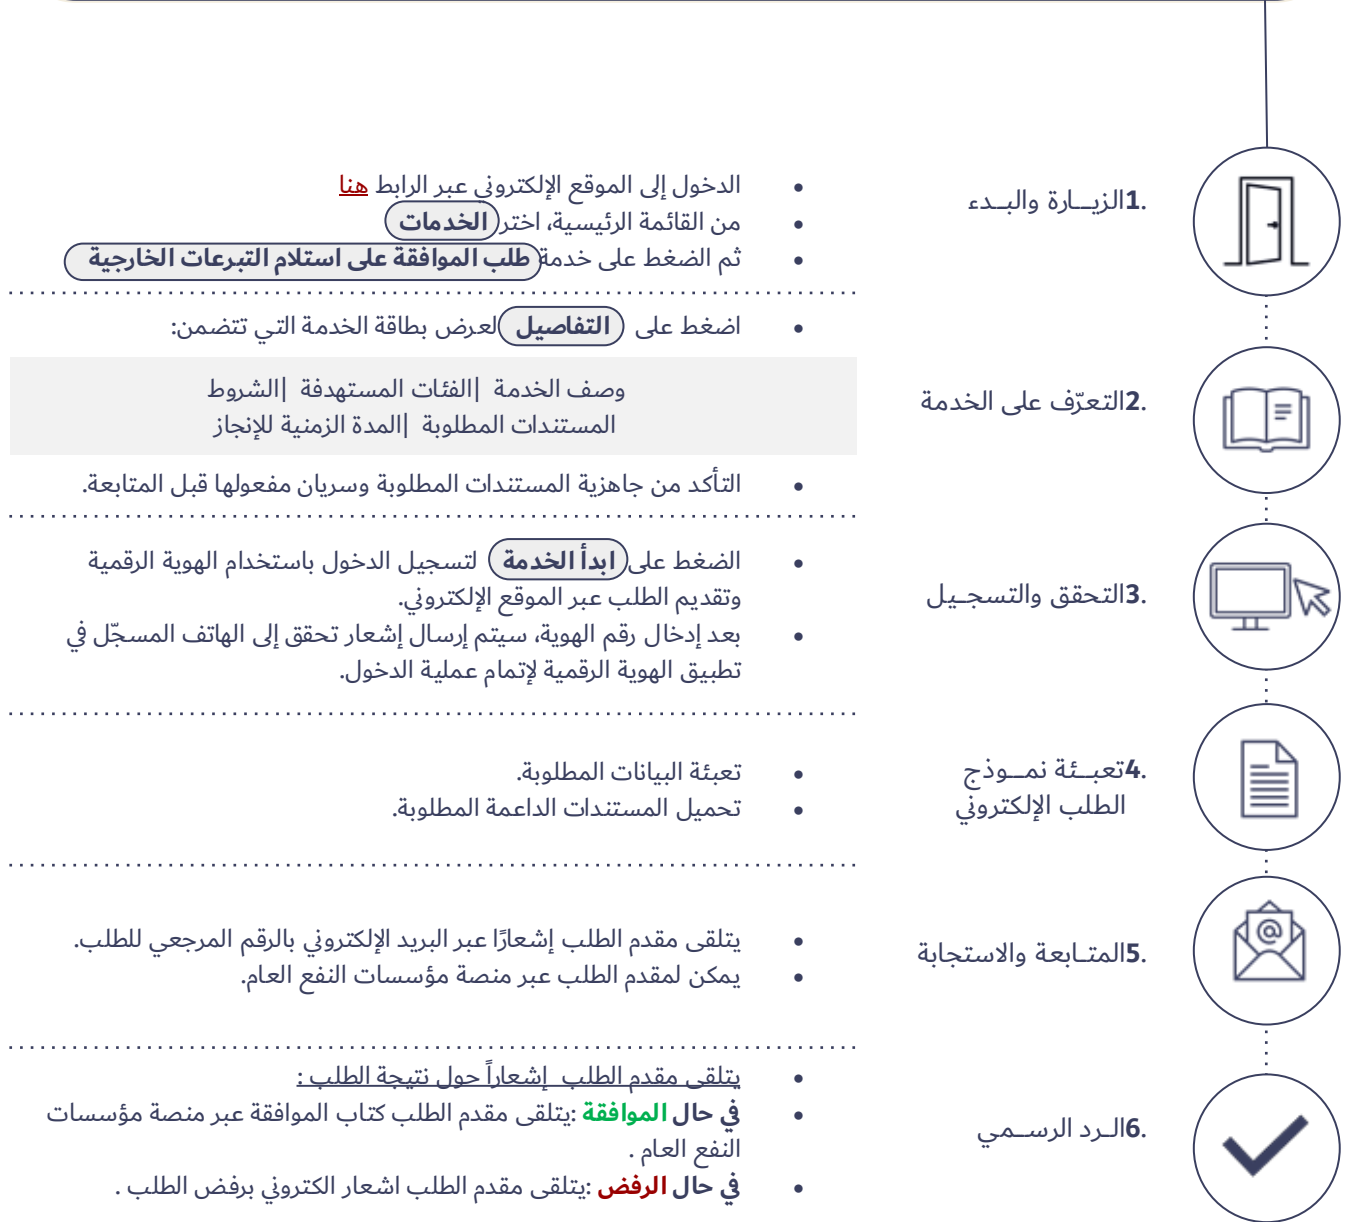 .1الزيــارة والبــدء
• الدخول إلى الموقع الإلكتروني عبر الرابط هنا
• من القائمة الرئيسية، اختر الخدمات
• ثم الضغط على خدمة طلب الموافقة على استلام التبرعات الخارجية
.2التعرّف على الخدمة
• اضغط على التفاصيل لعرض بطاقة الخدمة التي تتضمن:
وصف الخدمة |الفئات المستهدفة |الشروط
المستندات المطلوبة |المدة الزمنية للإنجاز
• التأكد من جاهزية المستندات المطلوبة وسريان مفعولها قبل المتابعة.
.3التحقق والتسجـيل
• الضغط على ابدأ الخدمة لتسجيل الدخول باستخدام الهوية الرقمية
وتقديم الطلب عبر الموقع الإلكتروني.
• بعد إدخال رقم الهوية، سيتم إرسال إشعار تحقق إلى الهاتف المسجّل في
تطبيق الهوية الرقمية لإتمام عملية الدخول.
.4تعبــئة نمــوذج
الطلب الإلكتروني
• تعبئة البيانات المطلوبة.
• تحميل المستندات الداعمة المطلوبة.
.5المتـابعة والاستجابة
• يتلقى مقدم الطلب إشعارًا عبر البريد الإلكتروني بالرقم المرجعي للطلب.
• يمكن لمقدم الطلب عبر منصة مؤسسات النفع العام.
.6الـرد الرســمي
• يتلقى مقدم الطلب إشعاراً حول نتيجة الطلب :
• في حال الموافقة :يتلقى مقدم الطلب كتاب الموافقة عبر منصة مؤسسات
النفع العام .
• في حال الرفض :يتلقى مقدم الطلب اشعار الكتروني برفض الطلب .